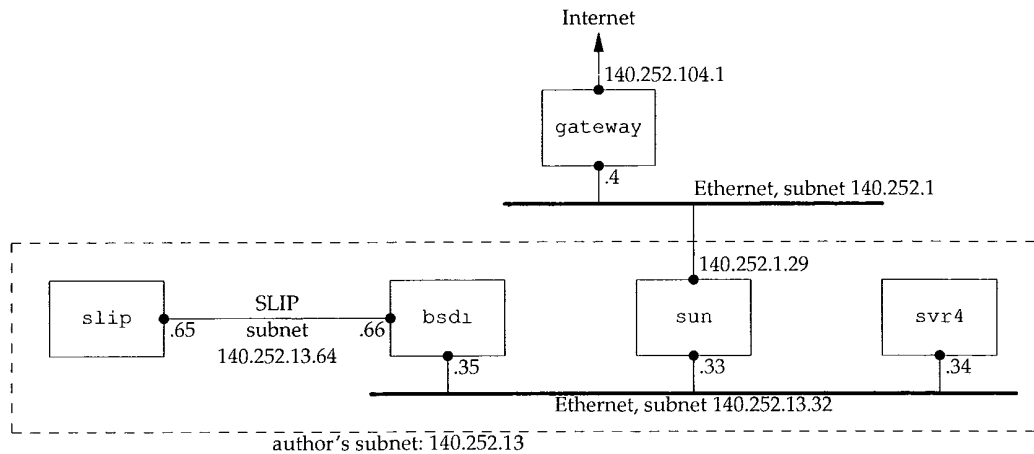 Internet
140.252.104.1
gateway
.4
Ethernet, subnet 140.252.1
140.252.1.29
slip
SLIP
subnet
140.252.13.64
.65
.66
bsdi
sun
svr4
.35
.33
.34
Ethernet, subnet 140.252.13.32
author's subnet: 140.252.13